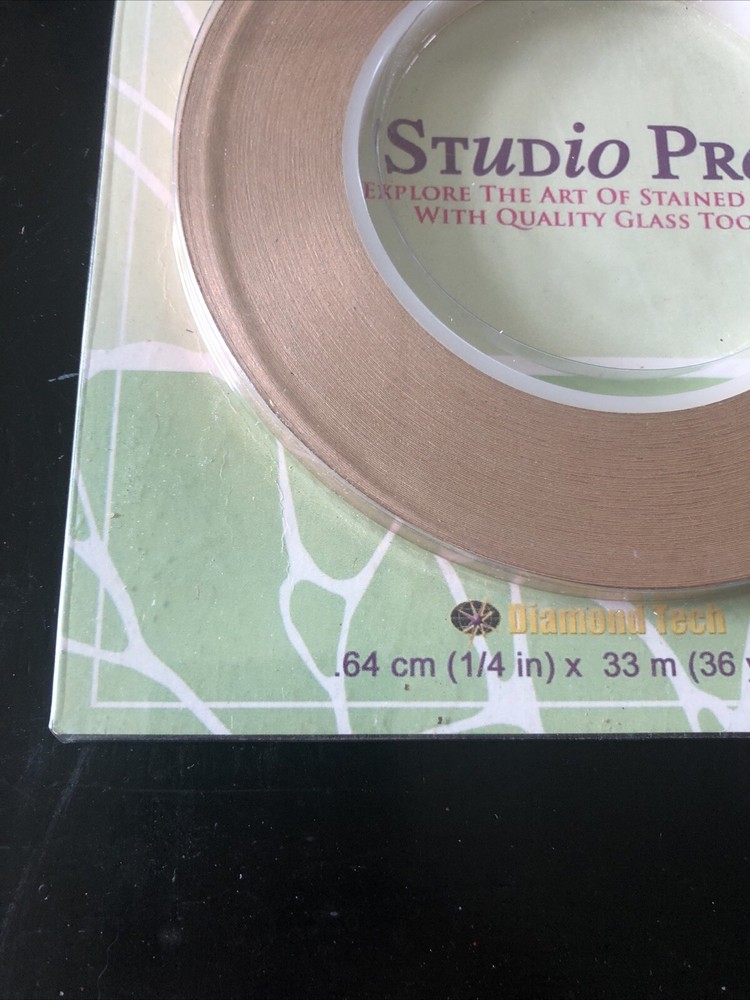 STUDiO PRO
EXPLORE THE ART OF STAINED
WITH QUALITY GLASS TOO
Diamond Tech
.64 cm (1/4 in) x 33 m (36 y